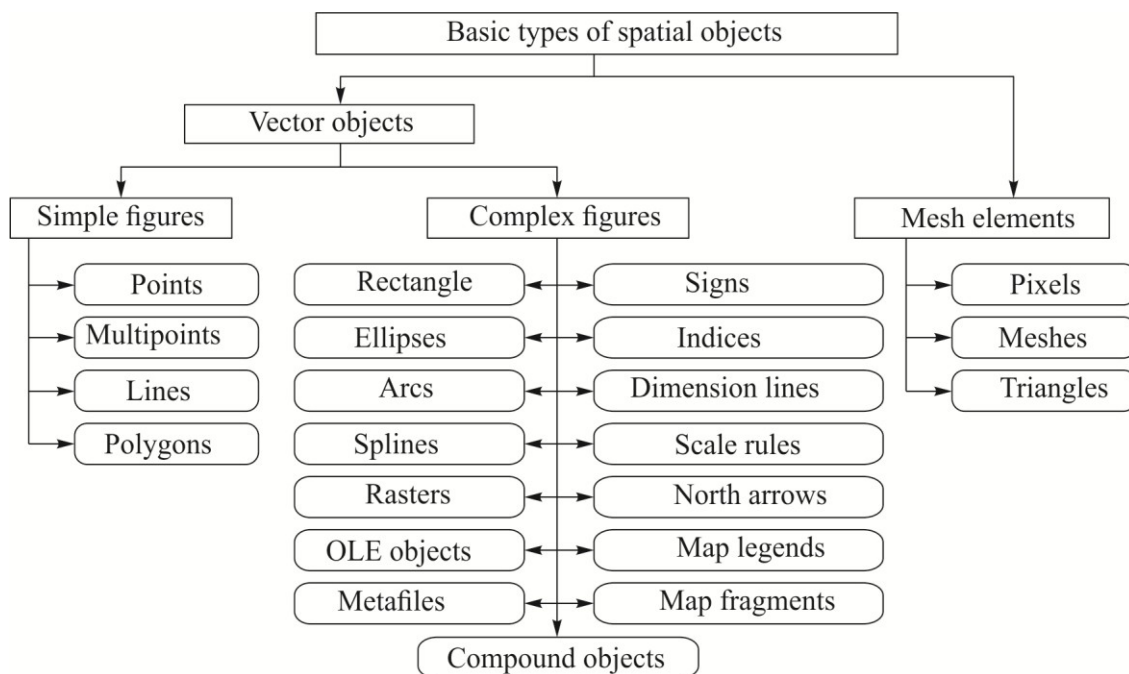 Basic types of spatial objects
Vector objects
Simple figures
Complex figures
Mesh elements
Points
Multipoints
Lines
Polygons
Rectangle
Signs
Ellipses
Indices
Arcs
Dimension lines
Splines
Scale rules
Rasters
North arrows
OLE objects
Map legends
Metafiles
Map fragments
Compound objects
Pixels
Meshes
Triangles